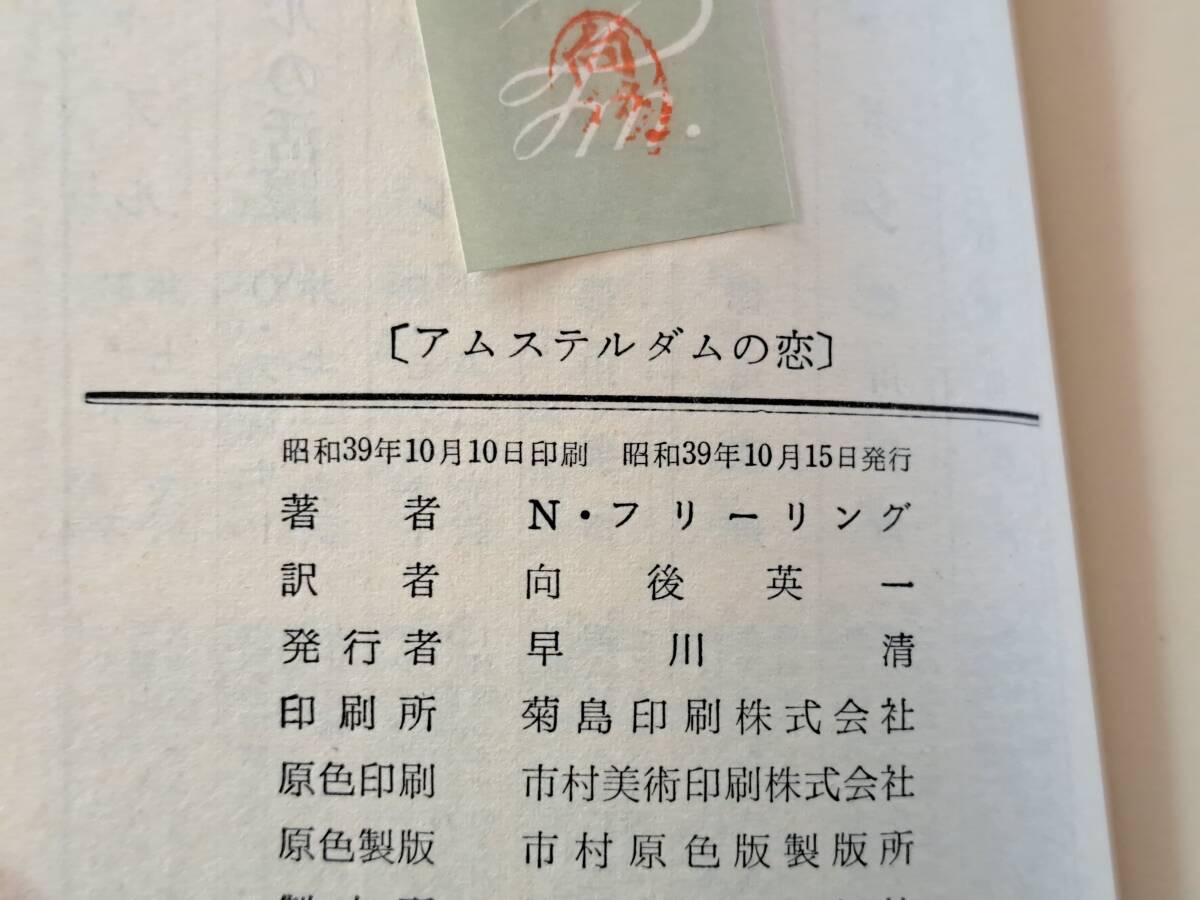 〔アムステルダムの恋〕
昭和39年10月10日印刷 昭和39年10月15日発行
著者 N・フリーリング
訳者 向後英一
発行者 早川清
印刷所 菊島印刷株式会社
原色印刷 市村美術印刷株式会社
原色製版 市村原色版製版所